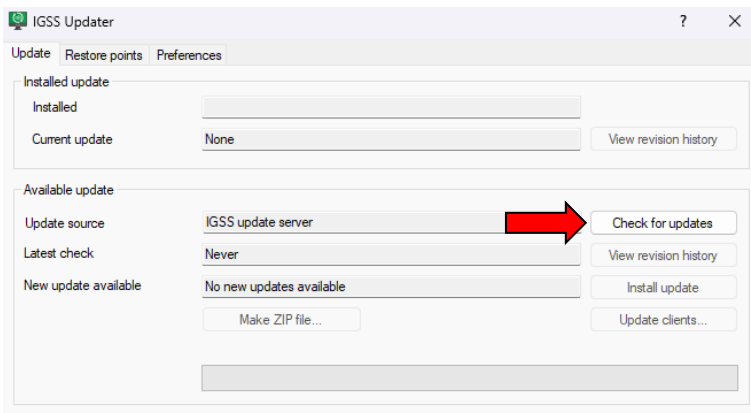 IGSS Updater
? X
Update Restore points Preferences
Installed update
Installed
Current update None View revision history
Available update
Update source IGSS update server Check for updates
Latest check Never View revision history
New update available No new updates available Install update
Make ZIP file... Update clients...